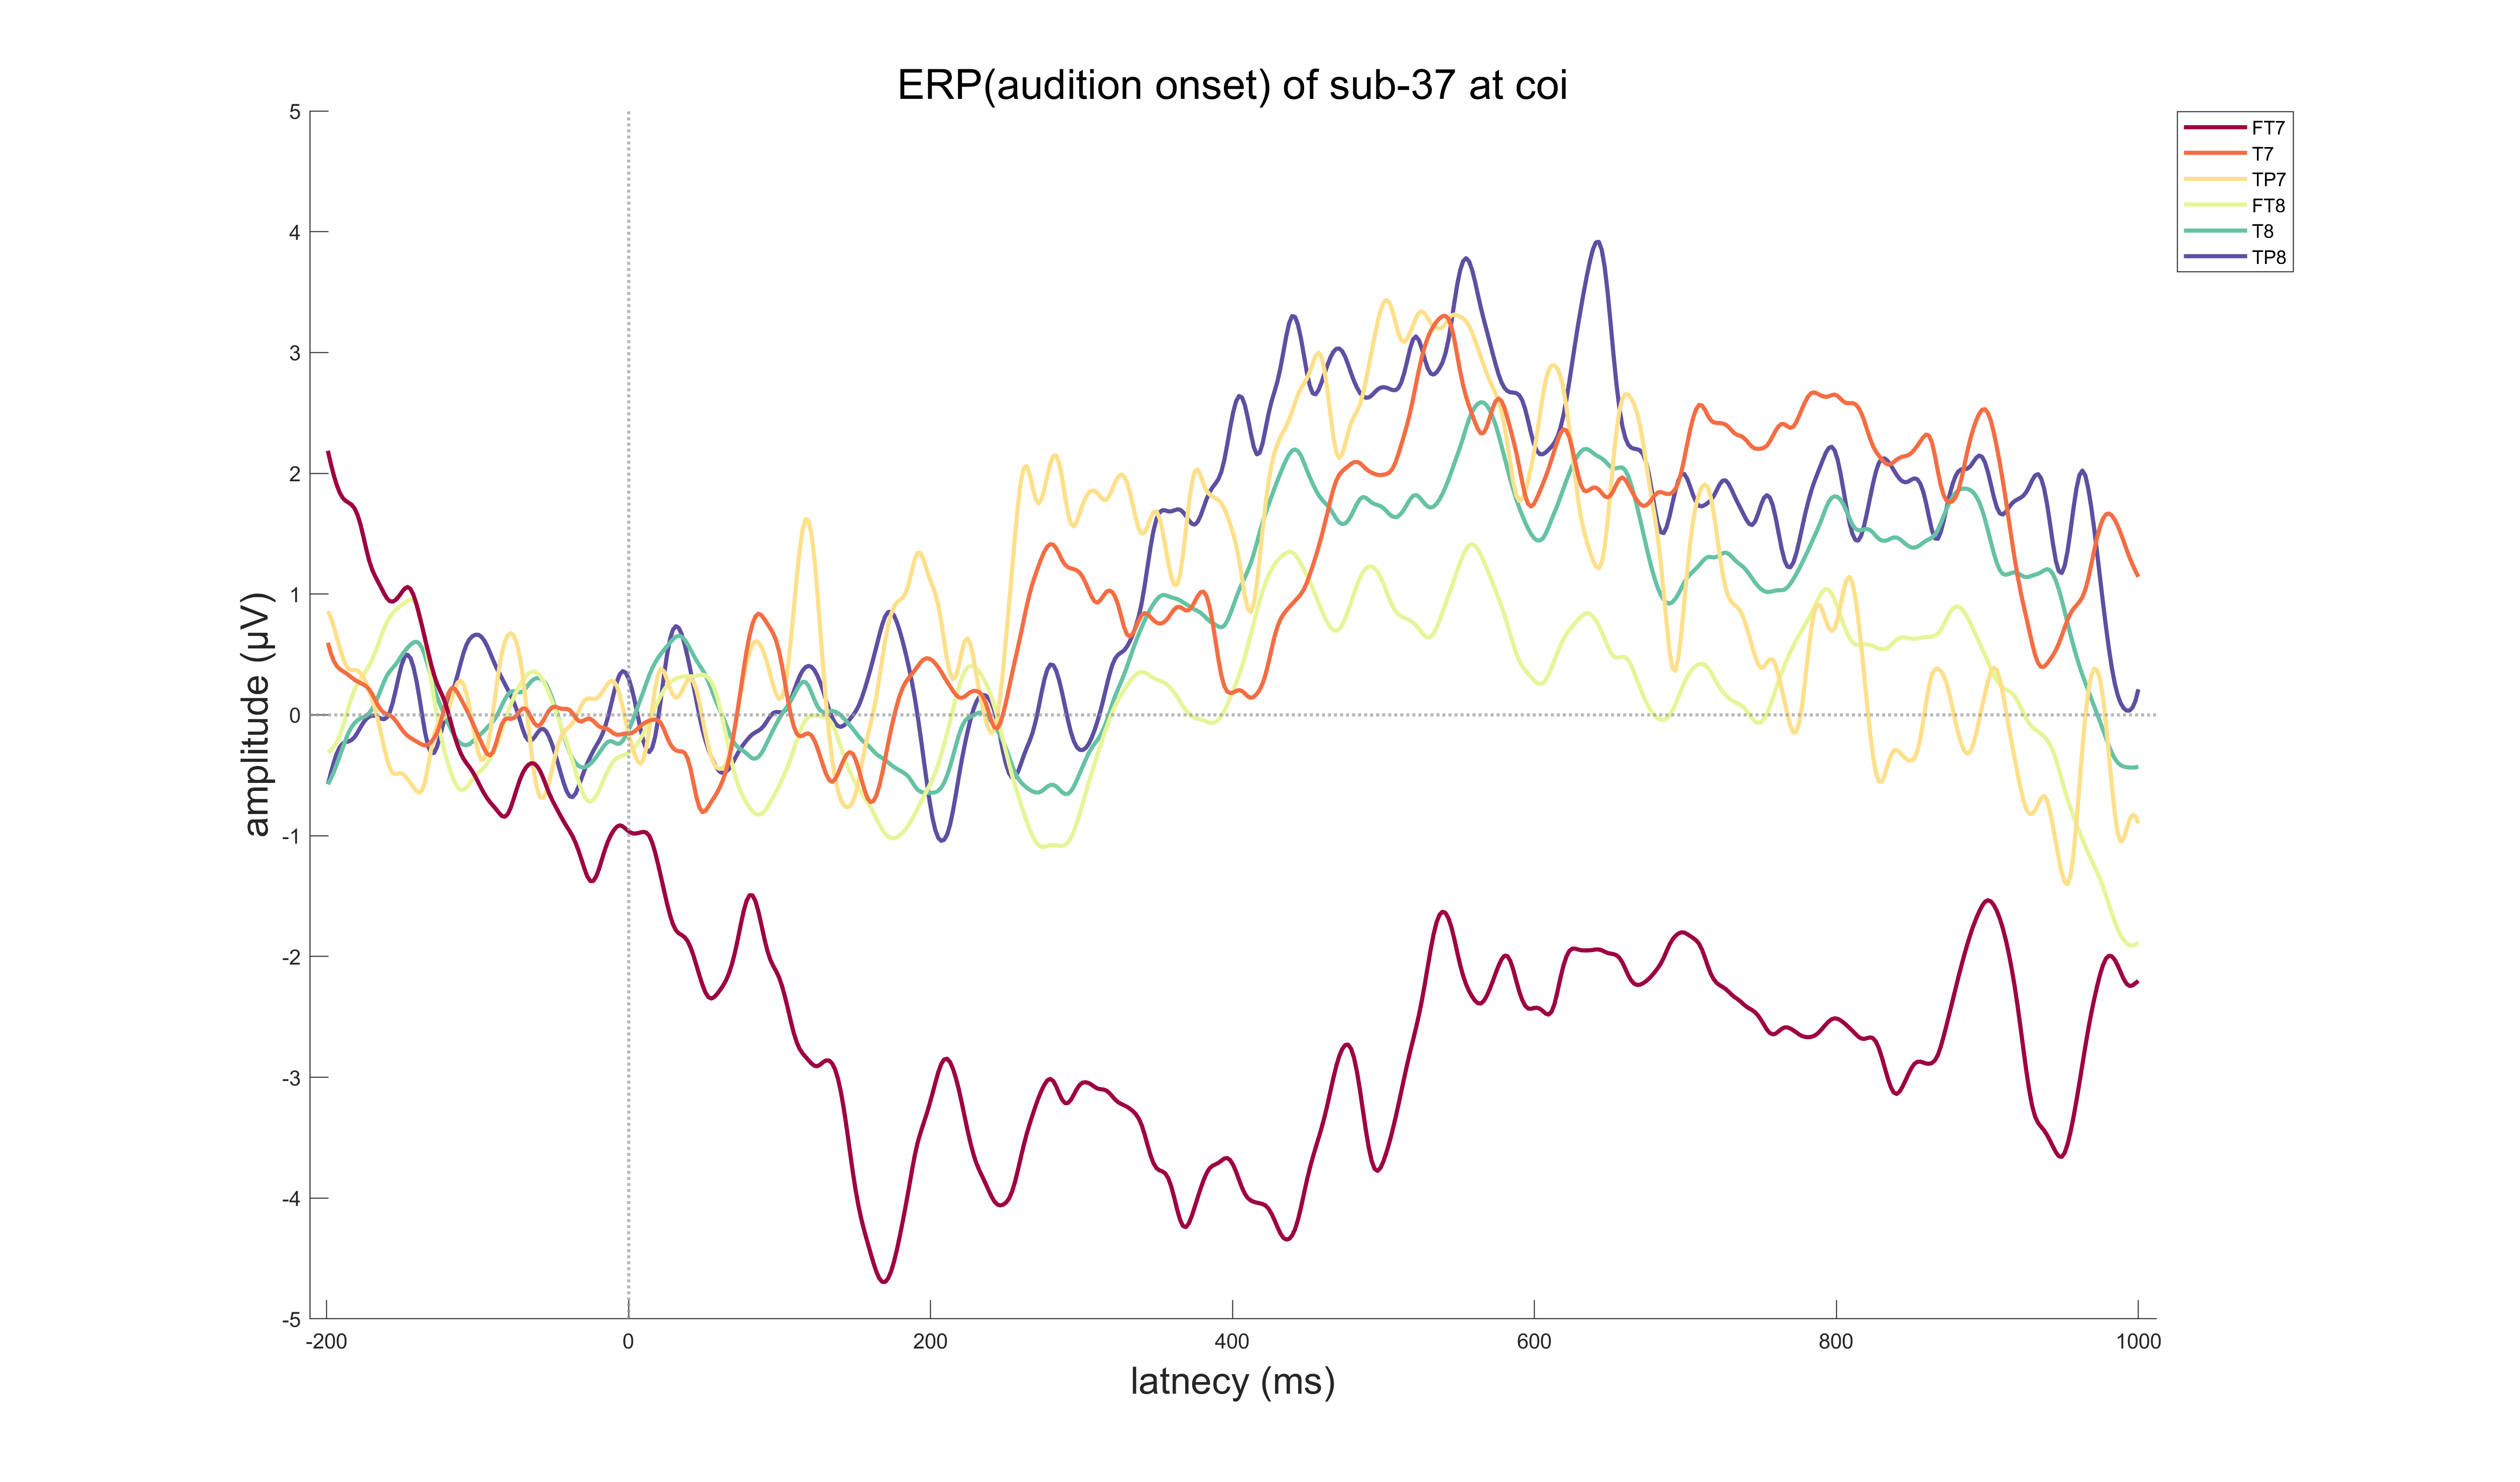 ERP(audition onset) of sub-37 at coi
FT7
T7
TP7
FT8
T8
TP8
5
4
3
2
1
0
-1
-2
-3
-4
-5
amplitude (µV)
-200 0 200 400 600 800 1000
latnecy (ms)